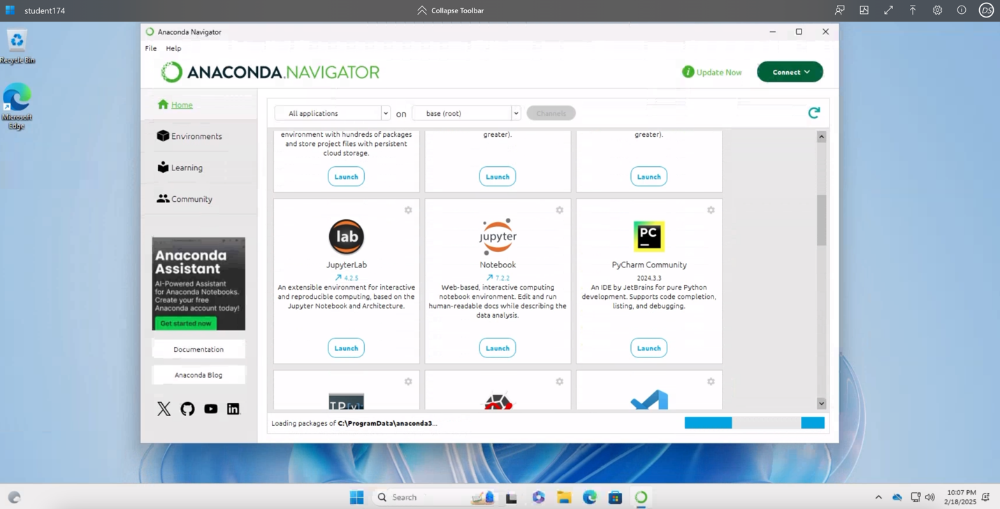 student174
Collapse Toolbar
DS
Recycle Bin
Microsoft
Edge
Anaconda Navigator
File Help
ANACONDA.NAVIGATOR
i Update Now
Connect
Home
Environments
Learning
Community
All applications
on
base (root)
Channels
environment with hundreds of packages
and store project files with persistent
cloud storage.
Launch
greater).
Launch
greater).
Launch
lab
JupyterLab
4.2.5
An extensible environment for interactive
and reproducible computing, based on the
Jupyter Notebook and Architecture.
Launch
jupyter
Notebook
7.2.2
Web-based, interactive computing
notebook environment. Edit and run
human-readable docs while describing the
data analysis.
Launch
PC
PyCharm Community
2024.3.3
An IDE by JetBrains for pure Python
development. Supports code completion,
listing, and debugging.
Launch
IP[y]
Anaconda
Assistant
AI-Powered Assistant
for Anaconda Notebooks.
Create your free
Anaconda account today!
Get started now
Documentation
Anaconda Blog
Loading packages of C:\ProgramData\anaconda3...
Search
10:07 PM
2/18/2025